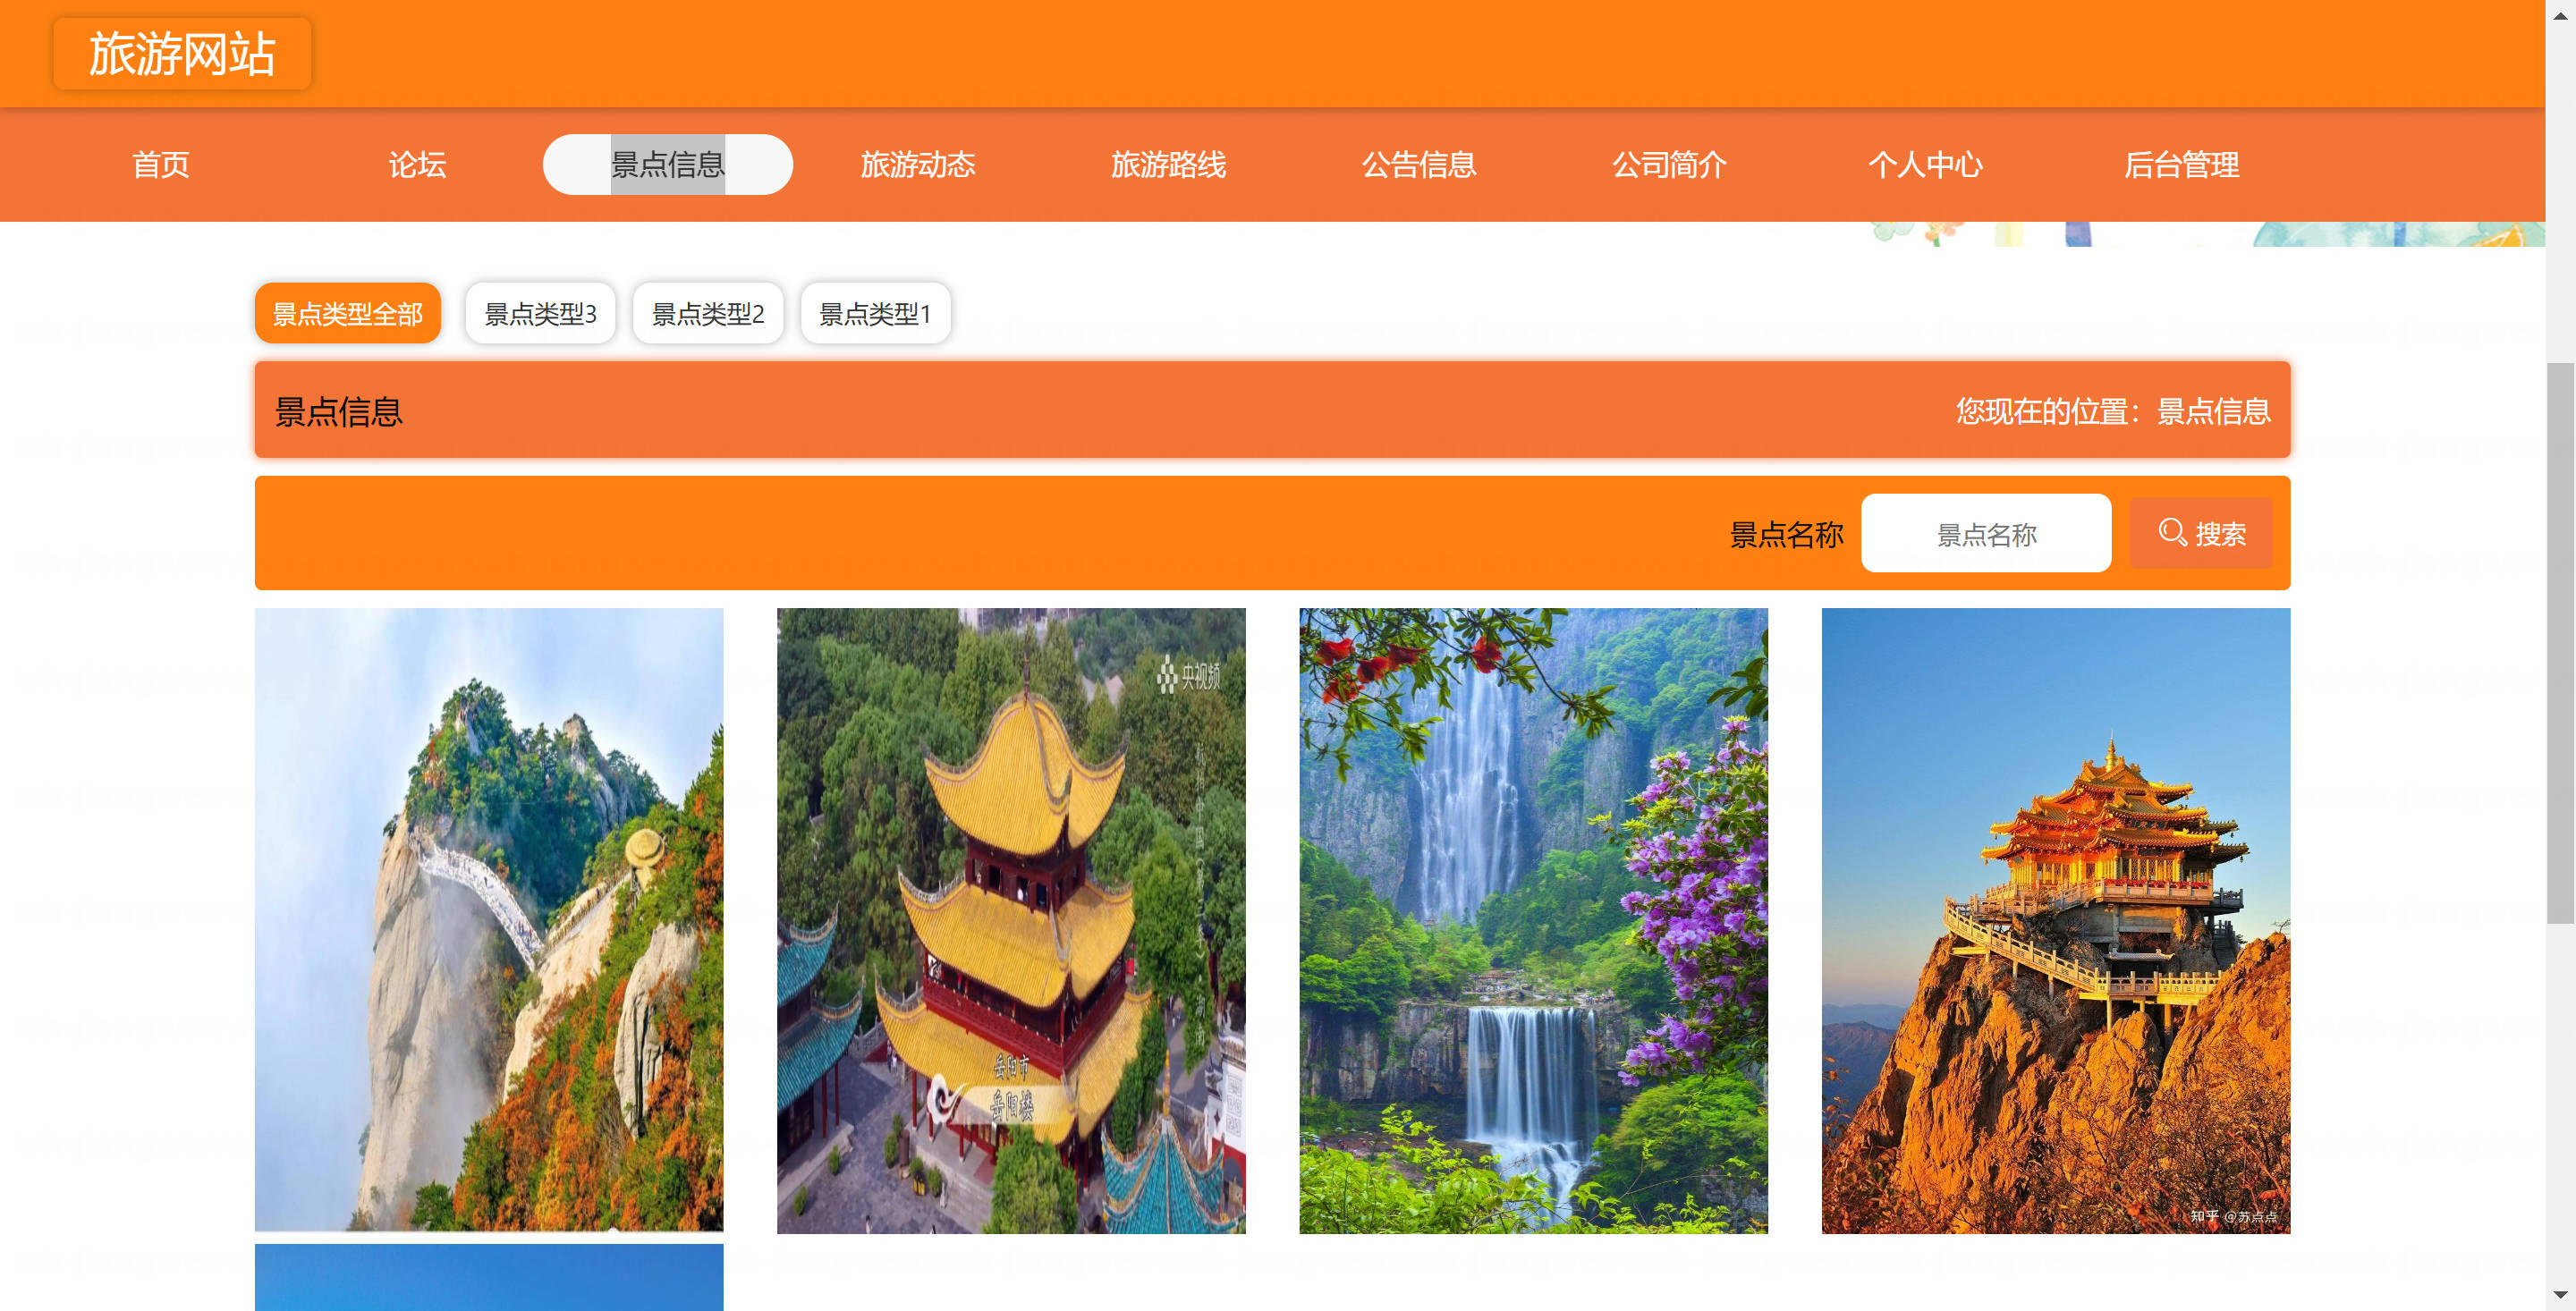 旅游网站
首页 论坛 景点信息 旅游动态 旅游路线 公告信息 公司简介 个人中心 后台管理
景点类型全部 景点类型3 景点类型2 景点类型1
景点信息 您现在的位置：景点信息
景点名称 景点名称 搜索
央视频
岳阳市
岳阳楼
知乎 @苏点点